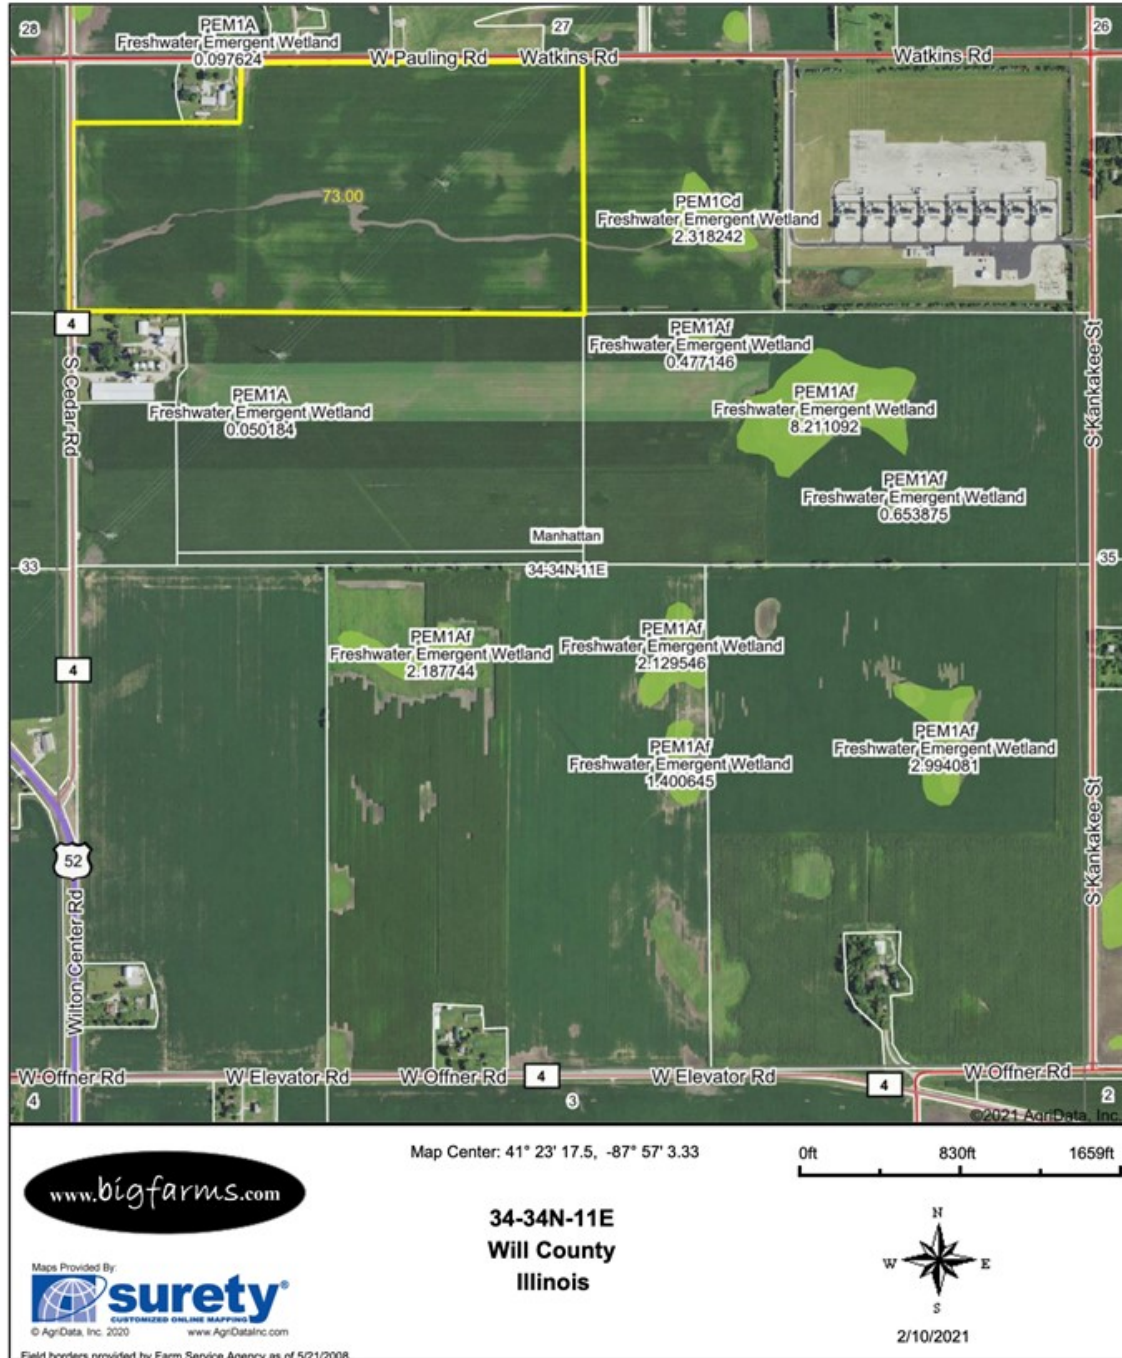 28
PEM1A
27
26
Freshwater Emergent Wetland
0.097624
W Pauling Rd
Watkins Rd
Watkins Rd
73.00
PEM1Cd
Freshwater Emergent Wetland
2.318242
4
PEM1Af
Freshwater Emergent Wetland
0.477146
S Cedar Rd
S Kankakee St
PEM1A
Freshwater Emergent Wetland
0.050184
PEM1Af
Freshwater Emergent Wetland
8.211092
PEM1Af
Freshwater Emergent Wetland
0.653875
Manhattan
33
34-34N-11E
35
PEM1Af
Freshwater Emergent Wetland
2.187744
PEM1Af
Freshwater Emergent Wetland
2.129546
4
PEM1Af
Freshwater Emergent Wetland
1.400645
PEM1Af
Freshwater Emergent Wetland
2.994081
S Kankakee St
52
Wilton Center Rd
W Offner Rd
W Elevator Rd
W Offner Rd
4
W Elevator Rd
4
W Offner Rd
4
3
2
©2021 AgriData, Inc.
www.bigfarms.com
Map Center: 41° 23' 17.5, -87° 57' 3.33
0ft 830ft 1659ft
34-34N-11E
Will County
Illinois
N
W E
S
2/10/2021
Maps Provided By:
surety®
CUSTOMIZED ONLINE MAPPING
© AgriData, Inc. 2020 www.AgriDataInc.com
Field borders provided by Farm Service Agency as of 5/21/2008.